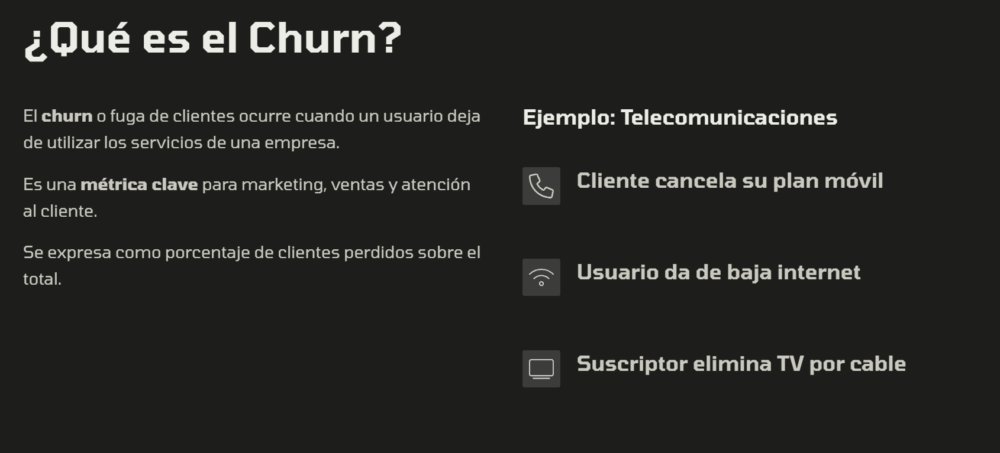 ¿Qué es el Churn?
El churn o fuga de clientes ocurre cuando un usuario deja
de utilizar los servicios de una empresa.
Es una métrica clave para marketing, ventas y atención
al cliente.
Se expresa como porcentaje de clientes perdidos sobre el
total.
Ejemplo: Telecomunicaciones
Cliente cancela su plan móvil
Usuario da de baja internet
Suscriptor elimina TV por cable